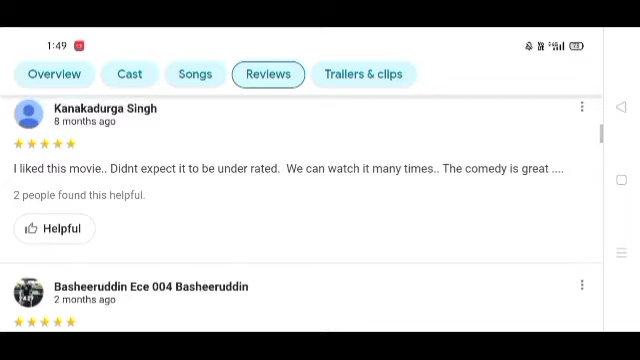 1:49
Overview Cast Songs Reviews Trailers & clips
Kanakadurga Singh
8 months ago
I liked this movie.. Didnt expect it to be under rated. We can watch it many times.. The comedy is great ....
2 people found this helpful.
Helpful
Basheeruddin Ece 004 Basheeruddin
2 months ago